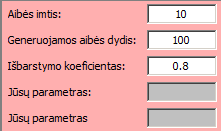 Aibės imtis: 10
Generuojamos aibės dydis: 100
Išbarstymo koeficientas: 0.8
Jūsų parametras:
Jūsų parametras